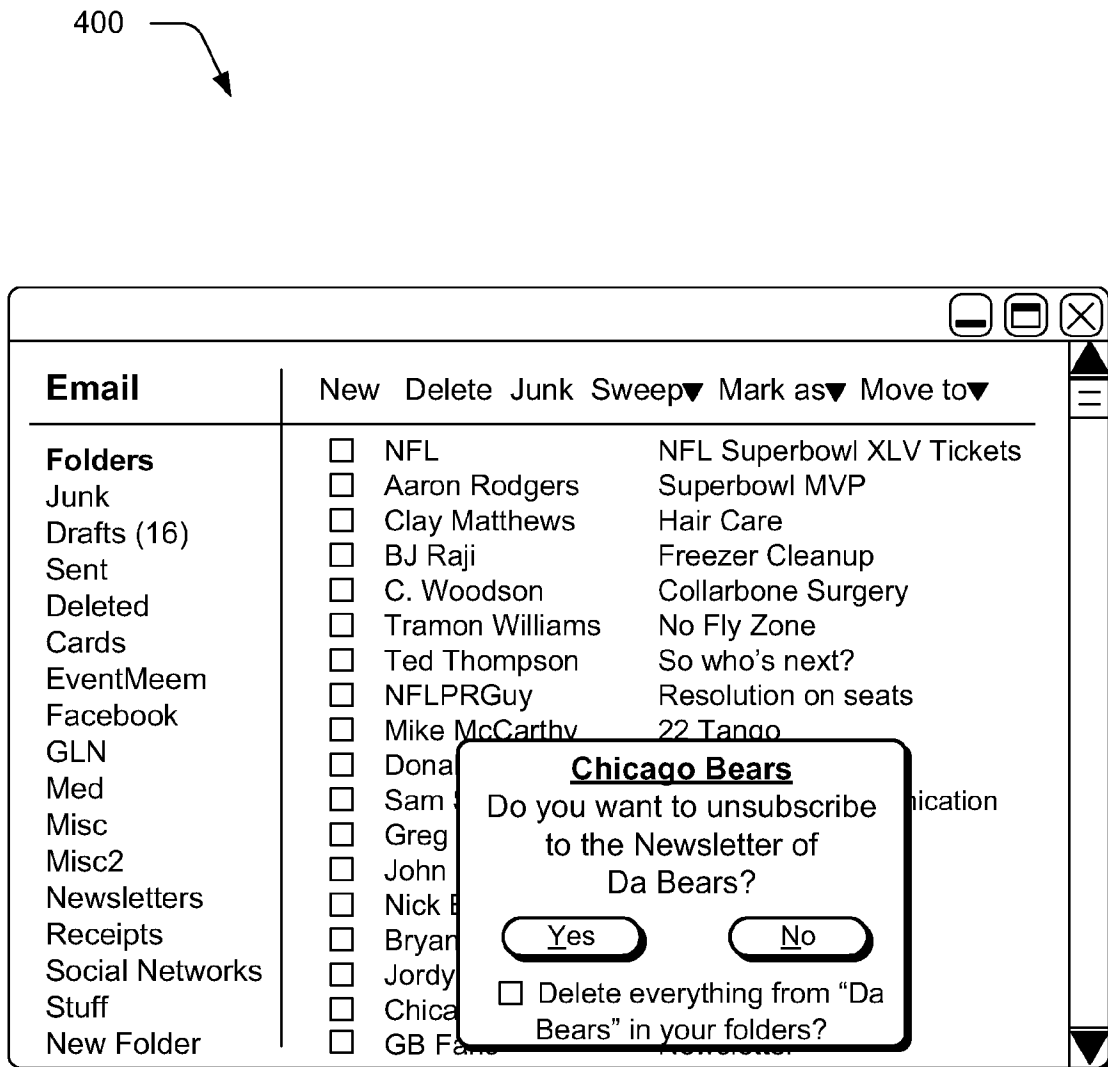 400
Email
New Delete Junk Sweep▼ Mark as▼ Move to▼
Folders
Junk
Drafts (16)
Sent
Deleted
Cards
EventMeem
Facebook
GLN
Med
Misc
Misc2
Newsletters
Receipts
Social Networks
Stuff
New Folder
NFL NFL Superbowl XLV Tickets
Aaron Rodgers Superbowl MVP
Clay Matthews Hair Care
BJ Raji Freezer Cleanup
C. Woodson Collarbone Surgery
Tramon Williams No Fly Zone
Ted Thompson So who's next?
NFLPRGuy Resolution on seats
Mike McCarthy 22 Tango
Sam
Greg
John
Nick
Jordy
GB
Chicago Bears
Do you want to unsubscribe
to the Newsletter of
Da Bears?
Yes No
Delete everything from “Da
Bears” in your folders?